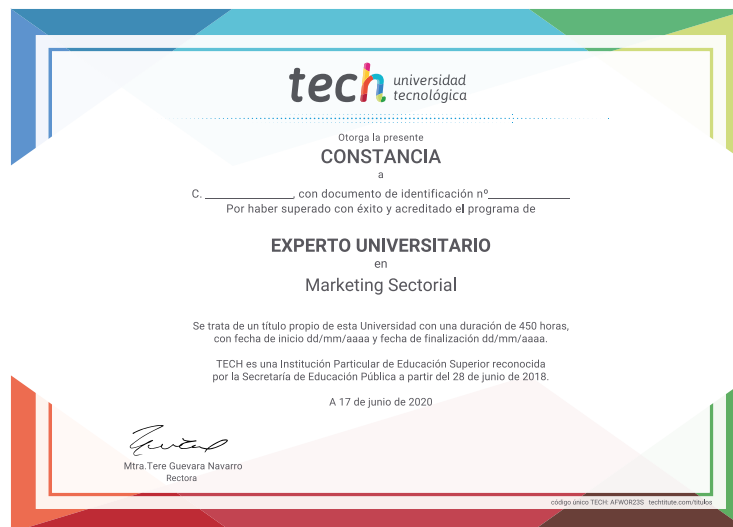 tech universidad
tecnológica
Otorga la presente
CONSTANCIA
a
C. ______________, con documento de identificación nº_____________
Por haber superado con éxito y acreditado el programa de
EXPERTO UNIVERSITARIO
en
Marketing Sectorial
Se trata de un título propio de esta Universidad con una duración de 450 horas,
con fecha de inicio dd/mm/aaaa y fecha de finalización dd/mm/aaaa.
TECH es una Institución Particular de Educación Superior reconocida
por la Secretaría de Educación Pública a partir del 28 de junio de 2018.
A 17 de junio de 2020
Mtra.Tere Guevara Navarro
Rectora
código único TECH: AFWOR23S techtitute.com/titulos